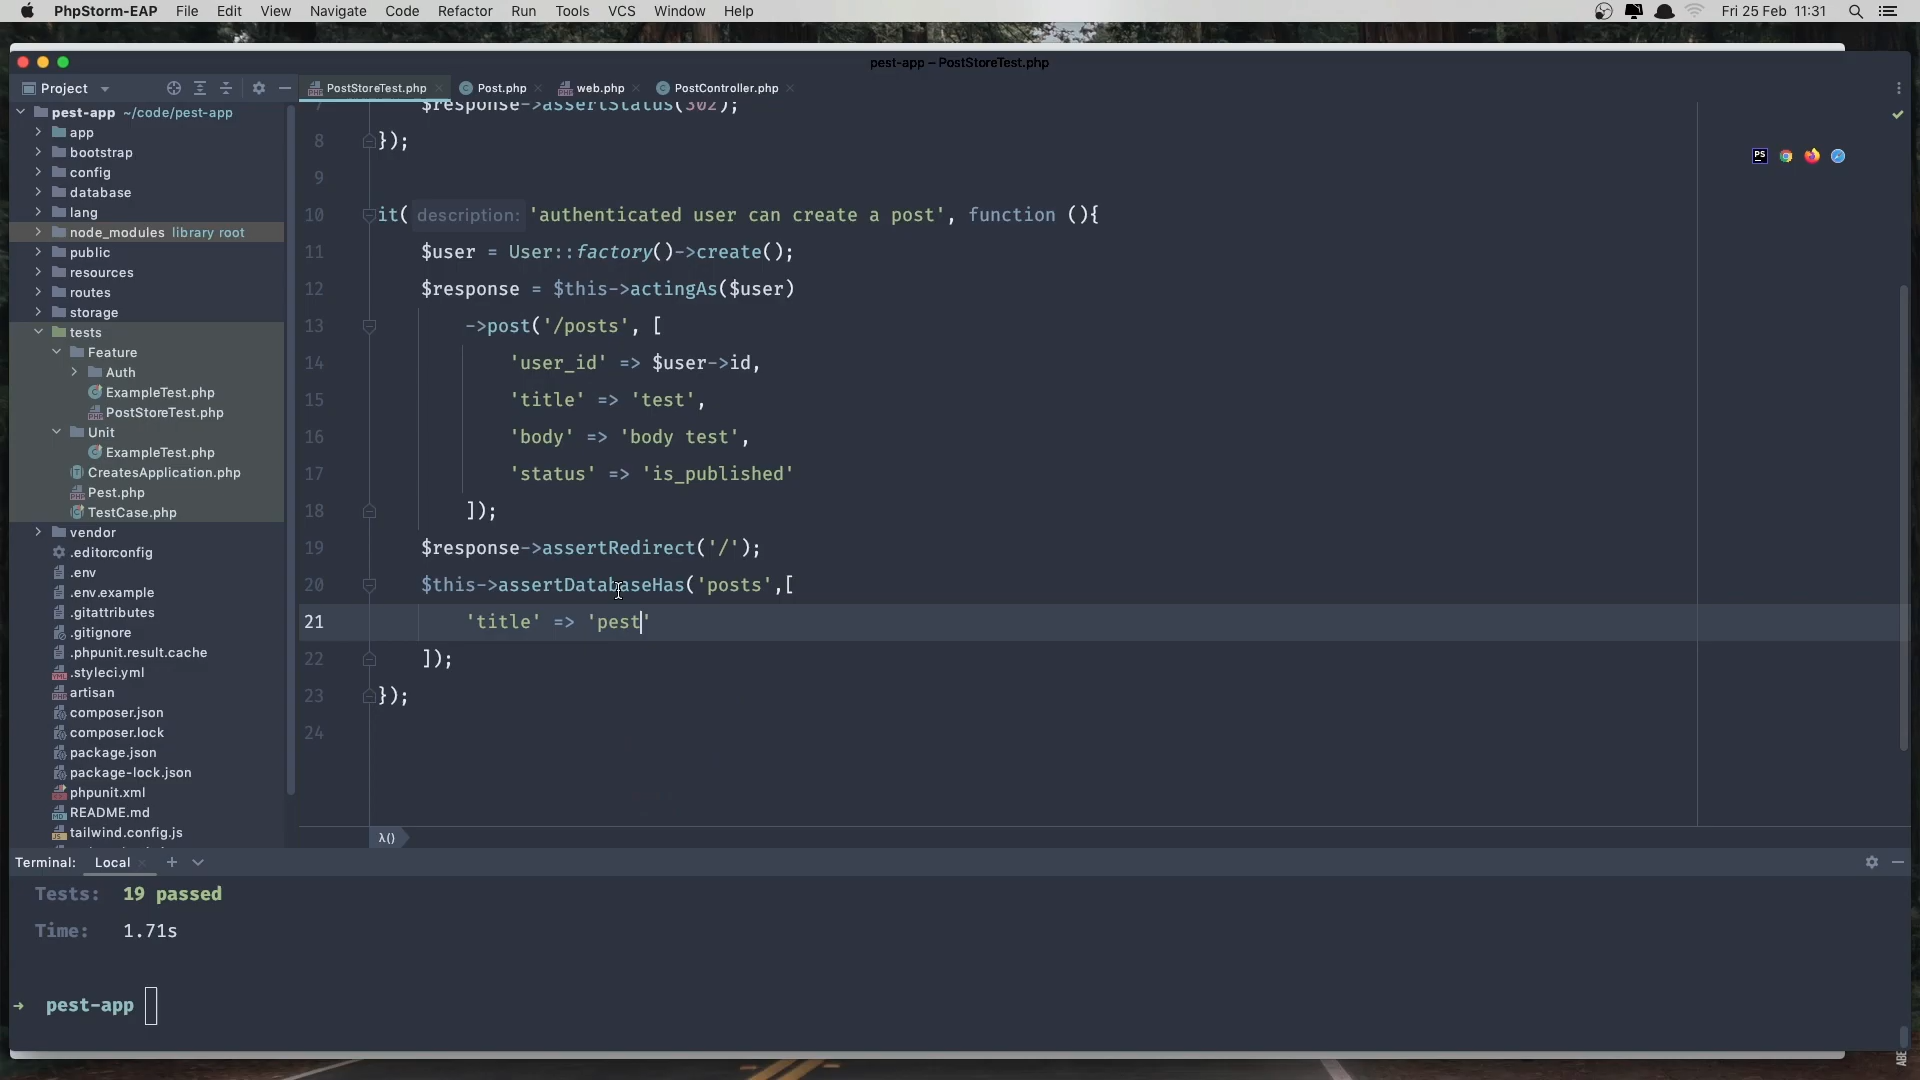 PhpStorm-EAP File Edit View Navigate Code Refactor Run Tools VCS Window Help Fri 25 Feb 11:31
pest-app – PostStoreTest.php
Project
PostStoreTest.php Post.php web.php PostController.php
pest-app ~/code/pest-app
app
bootstrap
config
database
lang
node_modules library root
public
resources
routes
storage
tests
Feature
Auth
ExampleTest.php
PostStoreTest.php
Unit
ExampleTest.php
CreatesApplication.php
Pest.php
TestCase.php
vendor
.editorconfig
.env
.env.example
.gitattributes
.gitignore
.phpunit.result.cache
.styleci.yml
artisan
composer.json
composer.lock
package.json
package-lock.json
phpunit.xml
README.md
tailwind.config.js
7 $response->assertStatus(302);
8 });
9
10 it( description: 'authenticated user can create a post', function (){
11 $user = User::factory()->create();
12 $response = $this->actingAs($user)
13 ->post('/posts', [
14 'user_id' => $user->id,
15 'title' => 'test',
16 'body' => 'body test',
17 'status' => 'is_published'
18 ]);
19 $response->assertRedirect('/');
20 $this->assertDatabaseHas('posts',[
21 'title' => 'pest'
22 ]);
23 });
24
λ()
Terminal: Local
Tests: 19 passed
Time: 1.71s
→ pest-app